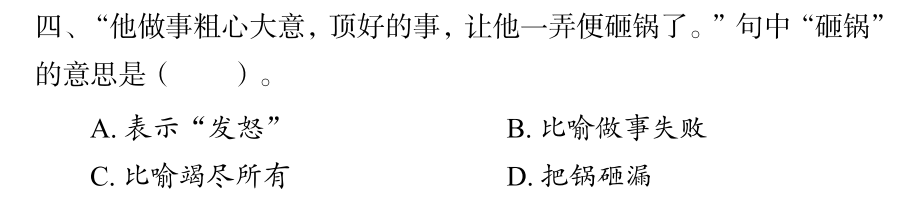 四、“他做事粗心大意，顶好的事，让他一弄便砸锅了。”句中“砸锅”
的意思是（　　）。
A. 表示“发怒”　　B. 比喻做事失败
C. 比喻竭尽所有　　D. 把锅砸漏